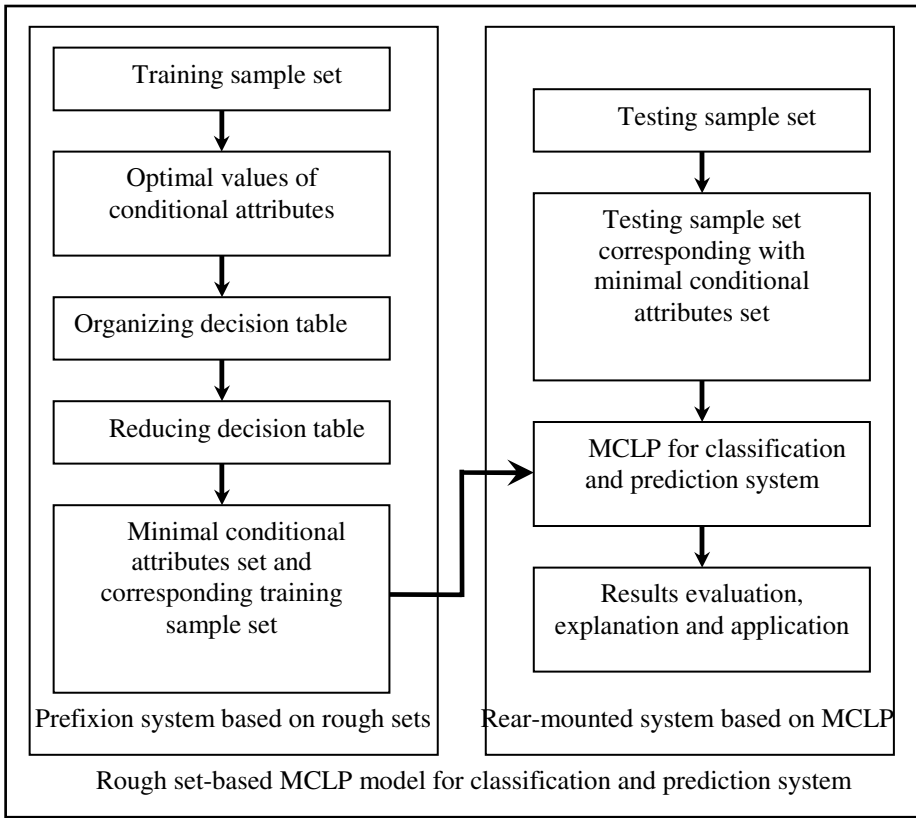 Training sample set
Optimal values of
conditional attributes
Organizing decision table
Reducing decision table
Minimal conditional
attributes set and
corresponding training
sample set
Prefixion system based on rough sets
Testing sample set
Testing sample set
corresponding with
minimal conditional
attributes set
MCLP for classification
and prediction system
Results evaluation,
explanation and application
Rear-mounted system based on MCLP
Rough set-based MCLP model for classification and prediction system